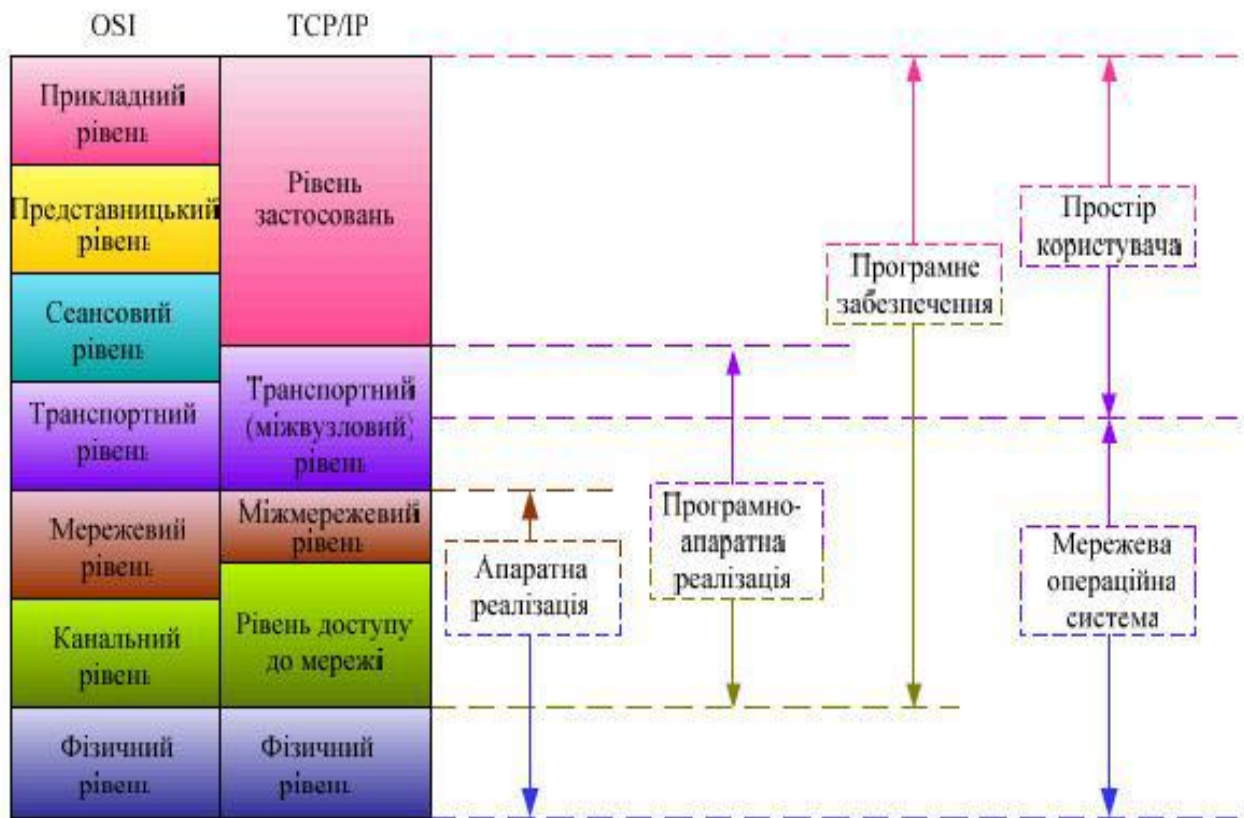 OSI
TCP/IP
Прикладний
рівень
Представницький
рівень
Сеансовий
рівень
Транспортний
рівень
Мережевий
рівень
Канальний
рівень
Фізичний
рівень
Рівень
застосовань
Транспортний
(міжвузловий)
рівень
Міжмережевий
рівень
Рівень доступу
до мережі
Фізичний
рівень
Апаратна
реалізація
Програмно-
апаратна
реалізація
Програмне
забезпечення
Простір
користувача
Мережева
операційна
система